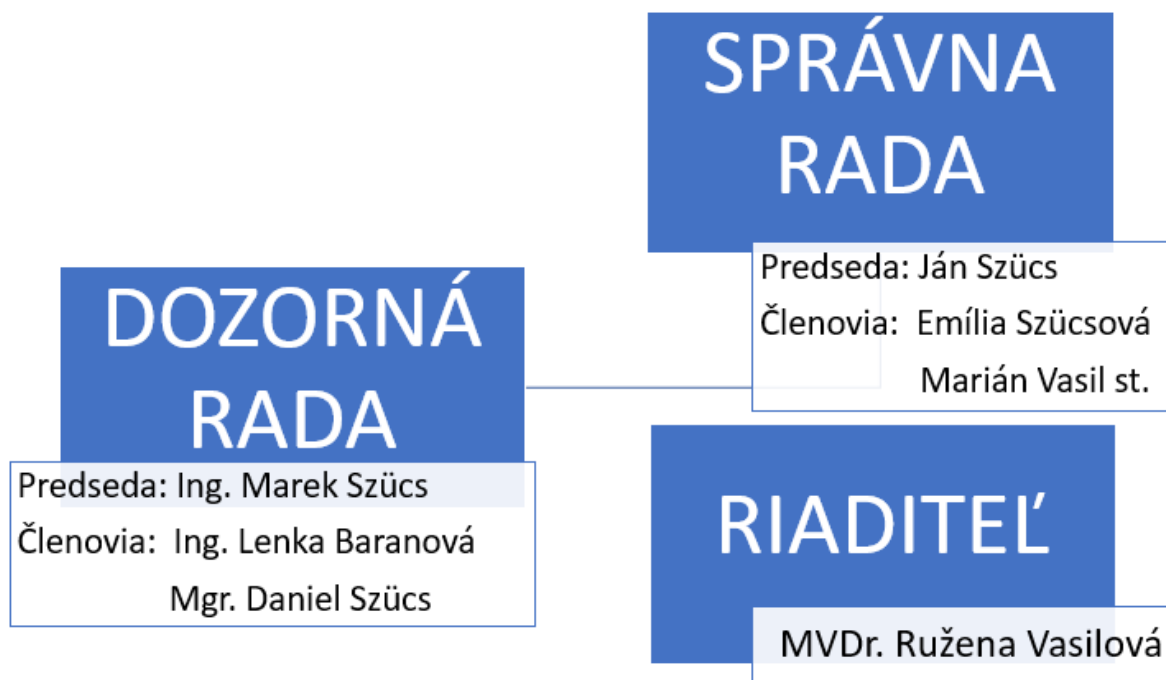 SPRÁVNA
RADA
Predseda: Ján Szücs
Členovia: Emília Szücsová
Marián Vasil st.
DOZORNÁ
RADA
Predseda: Ing. Marek Szücs
Členovia: Ing. Lenka Baranová
Mgr. Daniel Szücs
RIADITEĽ
MVDr. Ružena Vasilová